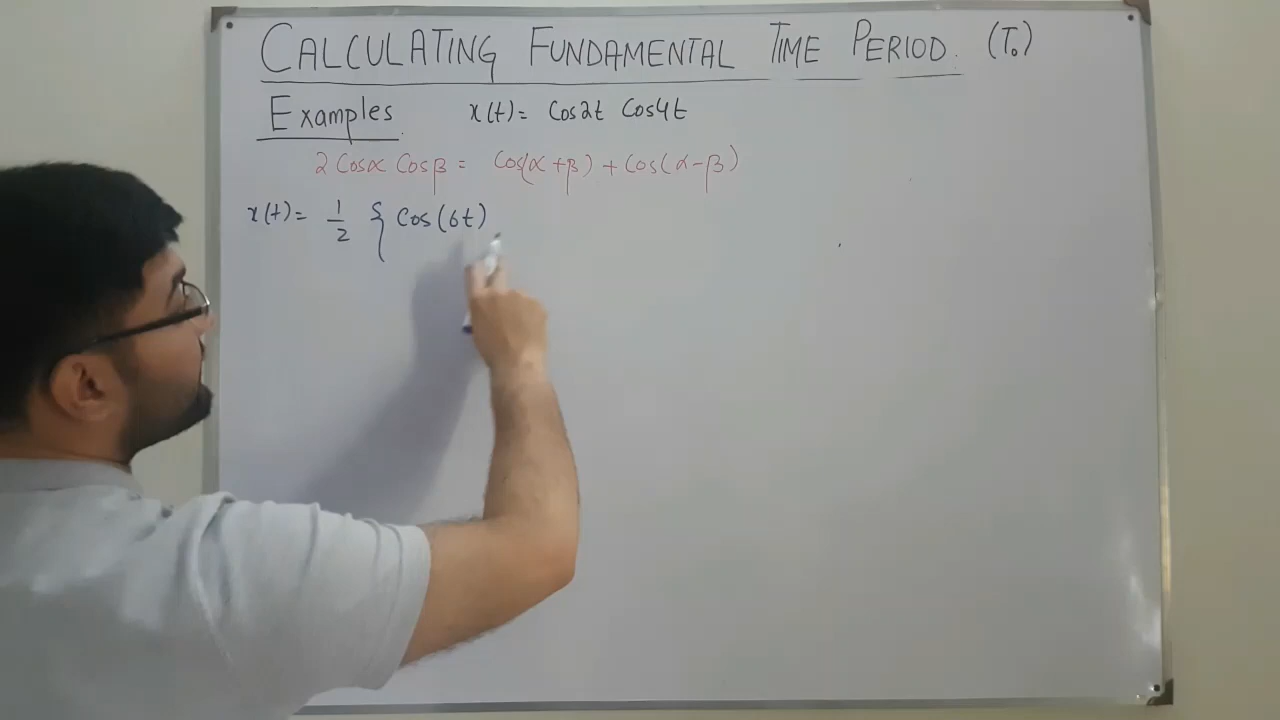 CALCULATING FUNDAMENTAL TIME PERIOD. (T₀)
Examples. x(t)= Cos2t Cos4t
2 Cosα Cosβ = Cos(α+β) + Cos(α-β)
x(t)= 1/2 { Cos(6t)